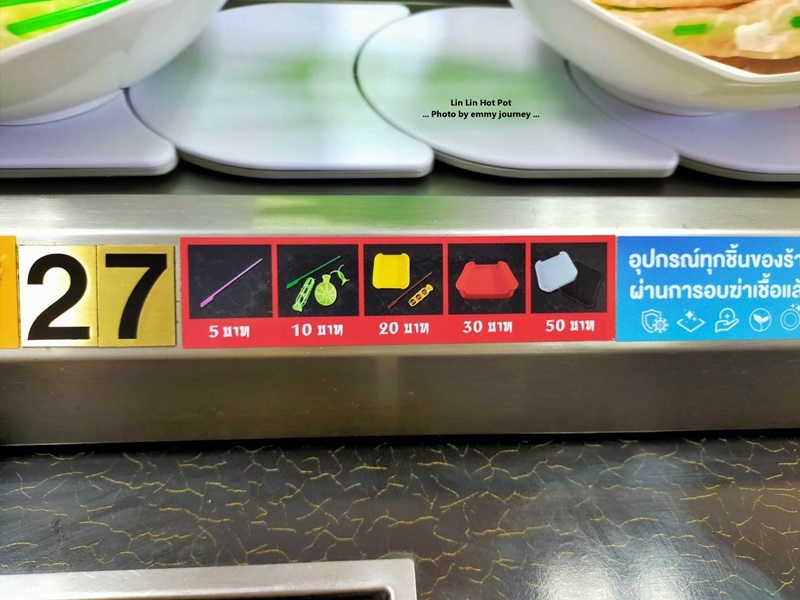 Lin Lin Hot Pot
... Photo by emmy journey ...
27
5 บาท
10 บาท
20 บาท
30 บาท
50 บาท
อุปกรณ์ทุกชิ้นของร้า
ผ่านการอบฆ่าเชื้อแล้